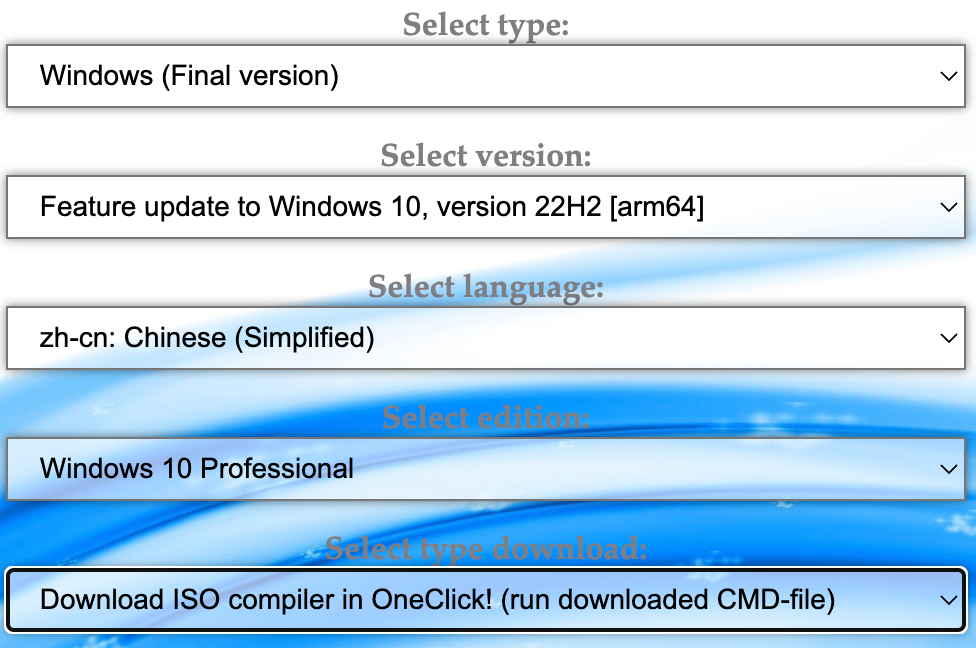 Select type:
Windows (Final version)
Select version:
Feature update to Windows 10, version 22H2 [arm64]
Select language:
zh-cn: Chinese (Simplified)
Select edition:
Windows 10 Professional
Select type download:
Download ISO compiler in OneClick! (run downloaded CMD-file)